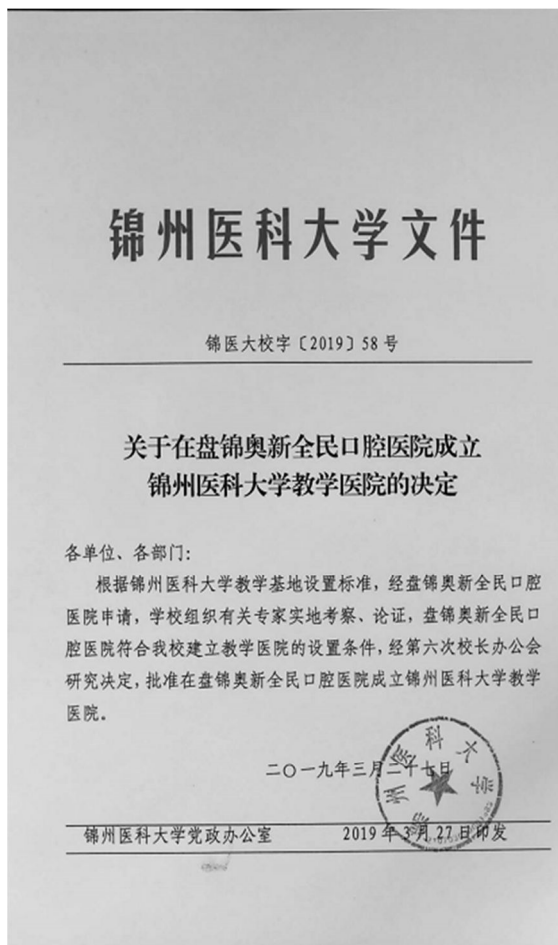 锦州医科大学文件
锦医大校字〔2019〕58号
关于在盘锦奥新全民口腔医院成立
锦州医科大学教学医院的决定
各单位、各部门：
根据锦州医科大学教学基地设置标准，经盘锦奥新全民口腔
医院申请，学校组织有关专家实地考察、论证，盘锦奥新全民口
腔医院符合我校建立教学医院的设置条件，经第六次校长办公会
研究决定，批准在盘锦奥新全民口腔医院成立锦州医科大学教学
医院。
二〇一九年三月二十七日
锦州医科大学
锦州医科大学党政办公室 2019年3月27日印发